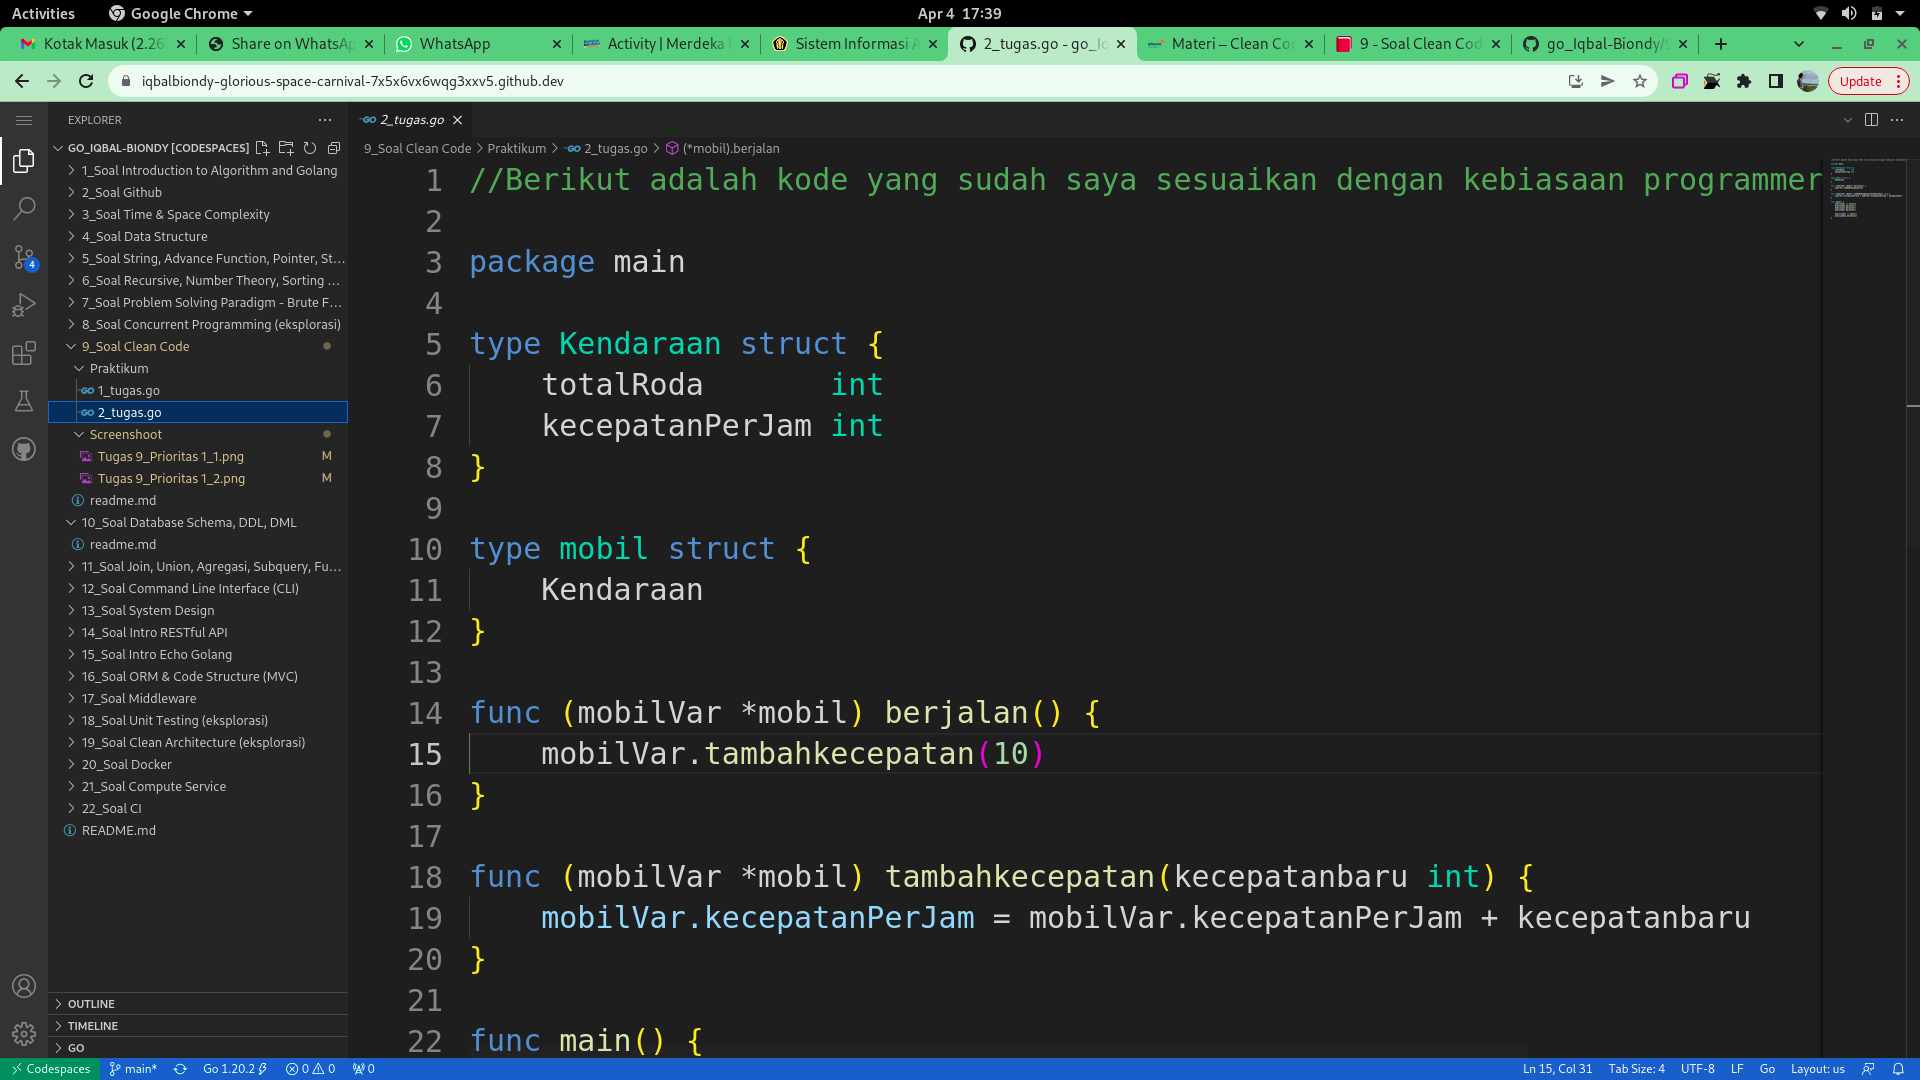 Activities
Google Chrome
Apr 4 17:39
Kotak Masuk (2.26
Share on WhatsAp
WhatsApp
Activity | Merdeka
Sistem Informasi A
2_tugas.go - go_Iq
Materi – Clean Co
9 - Soal Clean Cod
go_Iqbal-Biondy/
iqbalbiondy-glorious-space-carnival-7x5x6vx6wqg3xxv5.github.dev
Update
EXPLORER
GO_IQBAL-BIONDY [CODESPACES]
1_Soal Introduction to Algorithm and Golang
2_Soal Github
3_Soal Time & Space Complexity
4_Soal Data Structure
5_Soal String, Advance Function, Pointer, St...
6_Soal Recursive, Number Theory, Sorting ...
7_Soal Problem Solving Paradigm - Brute F...
8_Soal Concurrent Programming (eksplorasi)
9_Soal Clean Code
Praktikum
1_tugas.go
2_tugas.go
Screenshoot
Tugas 9_Prioritas 1_1.png M
Tugas 9_Prioritas 1_2.png M
readme.md
10_Soal Database Schema, DDL, DML
readme.md
11_Soal Join, Union, Agregasi, Subquery, Fu...
12_Soal Command Line Interface (CLI)
13_Soal System Design
14_Soal Intro RESTful API
15_Soal Intro Echo Golang
16_Soal ORM & Code Structure (MVC)
17_Soal Middleware
18_Soal Unit Testing (eksplorasi)
19_Soal Clean Architecture (eksplorasi)
20_Soal Docker
21_Soal Compute Service
22_Soal CI
README.md
OUTLINE
TIMELINE
GO
4
2_tugas.go
9_Soal Clean Code > Praktikum > 2_tugas.go > (*mobil).berjalan
1 //Berikut adalah kode yang sudah saya sesuaikan dengan kebiasaan programmer
2
3 package main
4
5 type Kendaraan struct {
6 totalRoda int
7 kecepatanPerJam int
8 }
9
10 type mobil struct {
11 Kendaraan
12 }
13
14 func (mobilVar *mobil) berjalan() {
15 mobilVar.tambahkecepatan(10)
16 }
17
18 func (mobilVar *mobil) tambahkecepatan(kecepatanbaru int) {
19 mobilVar.kecepatanPerJam = mobilVar.kecepatanPerJam + kecepatanbaru
20 }
21
22 func main() {
Codespaces
main*
Go 1.20.2
0
0
0
Ln 15, Col 31
Tab Size: 4
UTF-8
LF
Go
Layout: us